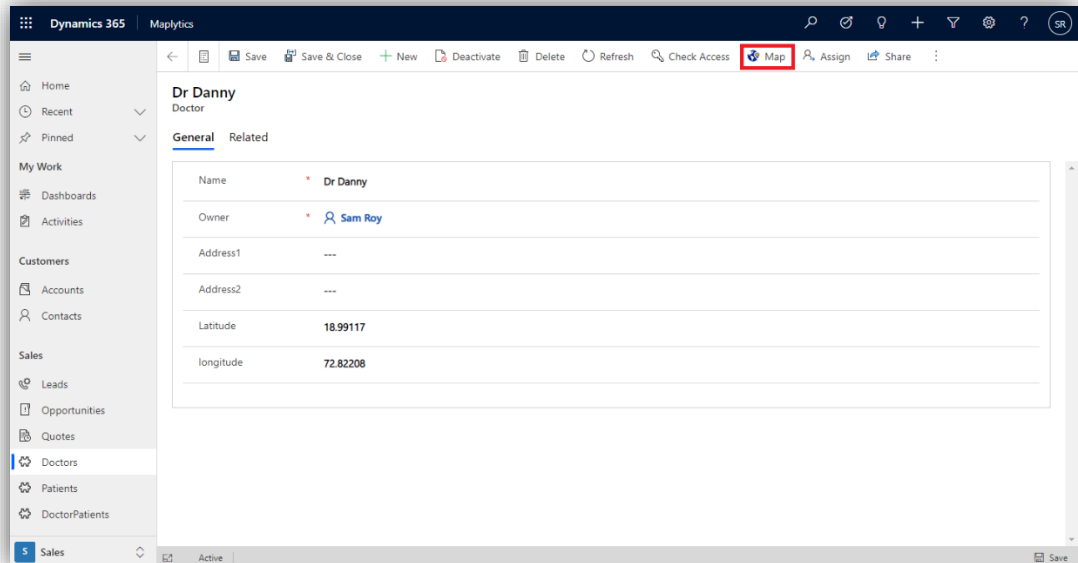 Dynamics 365 Maplytics SR
Save Save & Close New Deactivate Delete Refresh Check Access Map Assign Share
Home
Recent
Pinned
My Work
Dashboards
Activities
Customers
Accounts
Contacts
Sales
Leads
Opportunities
Quotes
Doctors
Patients
DoctorPatients
S Sales
Dr Danny
Doctor
General Related
Name * Dr Danny
Owner * Sam Roy
Address1 ---
Address2 ---
Latitude 18.99117
longitude 72.82208
Active Save